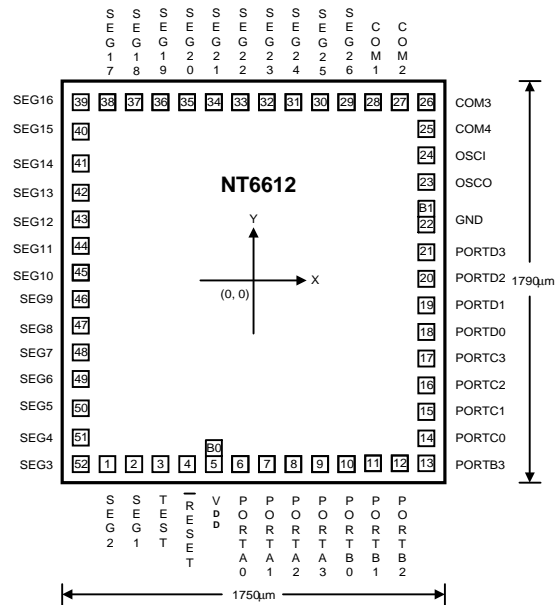 SEG17 SEG18 SEG19 SEG20 SEG21 SEG22 SEG23 SEG24 SEG25 SEG26 COM1 COM2
SEG16 39 38 37 36 35 34 33 32 31 30 29 28 27 26 COM3
SEG15 40 25 COM4
SEG14 41 24 OSCI
SEG13 42 NT6612 23 OSCO
B1
SEG12 43 Y 22 GND
SEG11 44 21 PORTD3
SEG10 45 X 20 PORTD2 1790µm
SEG9 46 (0, 0) 19 PORTD1
SEG8 47 18 PORTD0
SEG7 48 17 PORTC3
SEG6 49 16 PORTC2
SEG5 50 15 PORTC1
SEG4 51 14 PORTC0
B0
SEG3 52 1 2 3 4 5 6 7 8 9 10 11 12 13 PORTB3
SEG2 SEG1 TEST RESET VDD PORTA0 PORTA1 PORTA2 PORTA3 PORTB0 PORTB1 PORTB2
1750µm